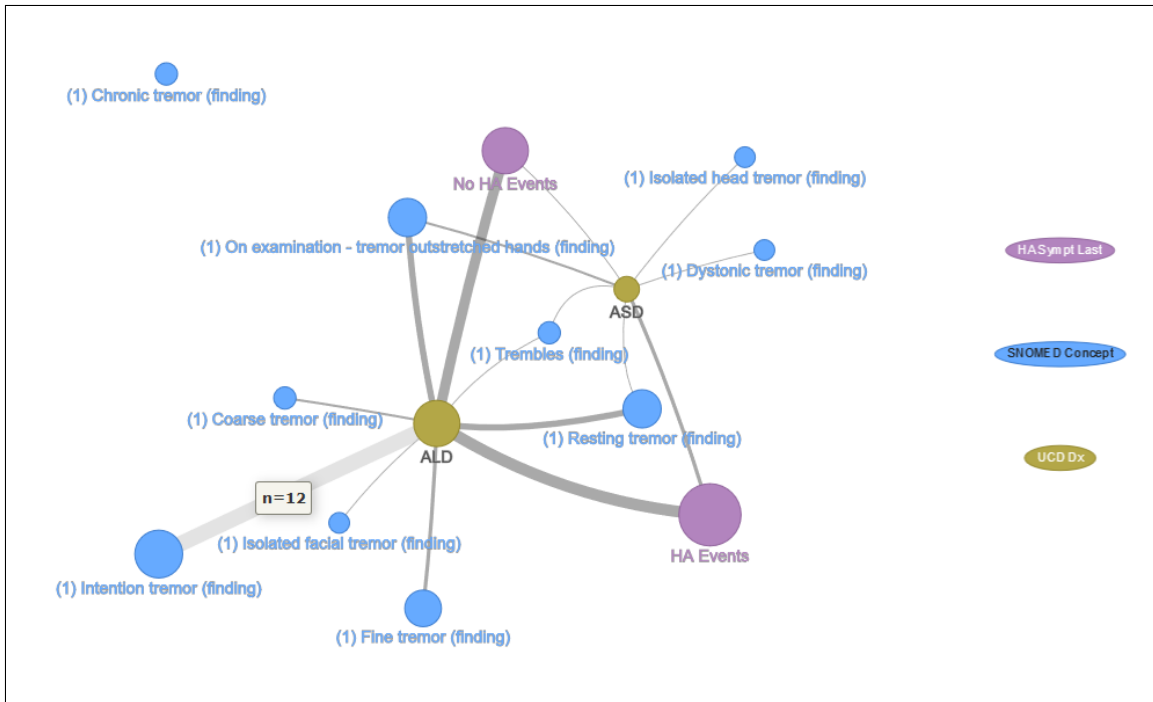 (1) Chronic tremor (finding)
No HA Events
(1) Isolated head tremor (finding)
(1) On examination - tremor outstretched hands (finding)
HASympt Last
(1) Dystonic tremor (finding)
ASD
(1) Trembles (finding)
SNOMED Concept
(1) Coarse tremor (finding)
(1) Resting tremor (finding)
ALD
UCD Dx
n=12
(1) Isolated facial tremor (finding)
HA Events
(1) Intention tremor (finding)
(1) Fine tremor (finding)